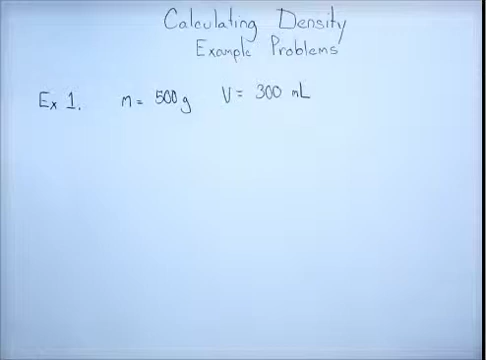 Calculating Density
Example Problems
Ex 1. m = 500 g V = 300 mL